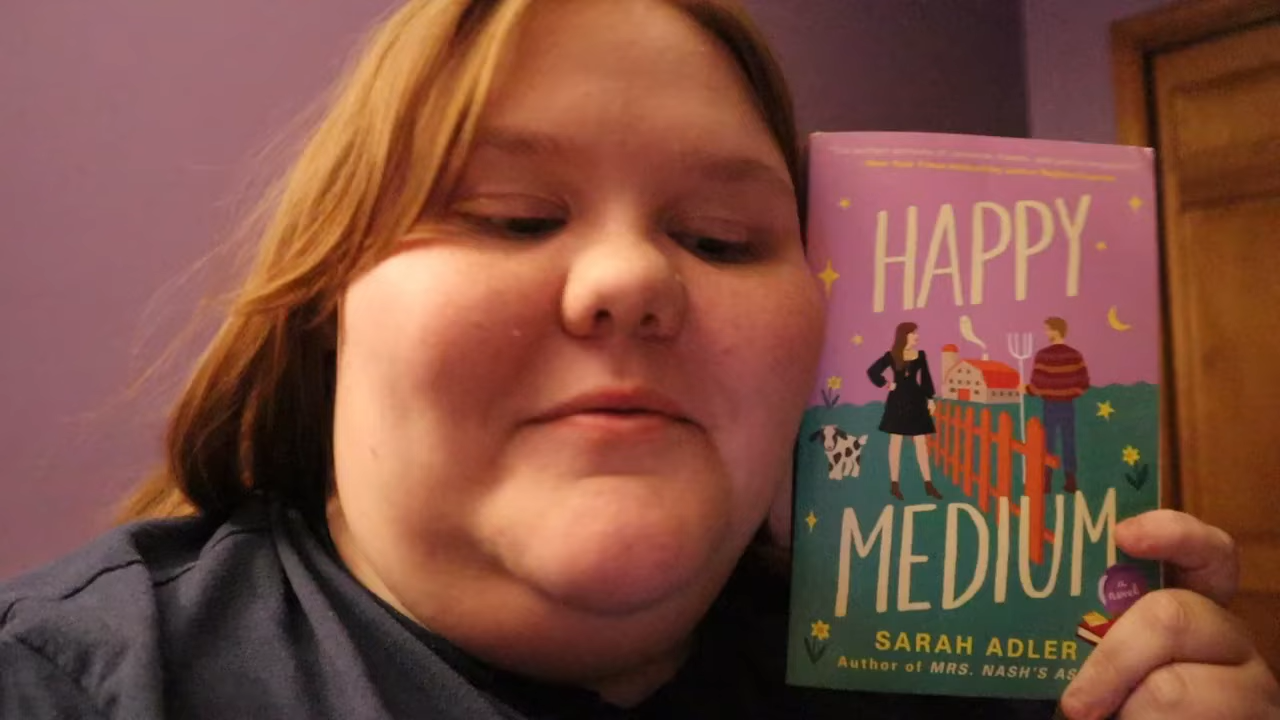 HAPPY
MEDIUM
a
novel
SARAH ADLER
Author of MRS. NASH'S AS